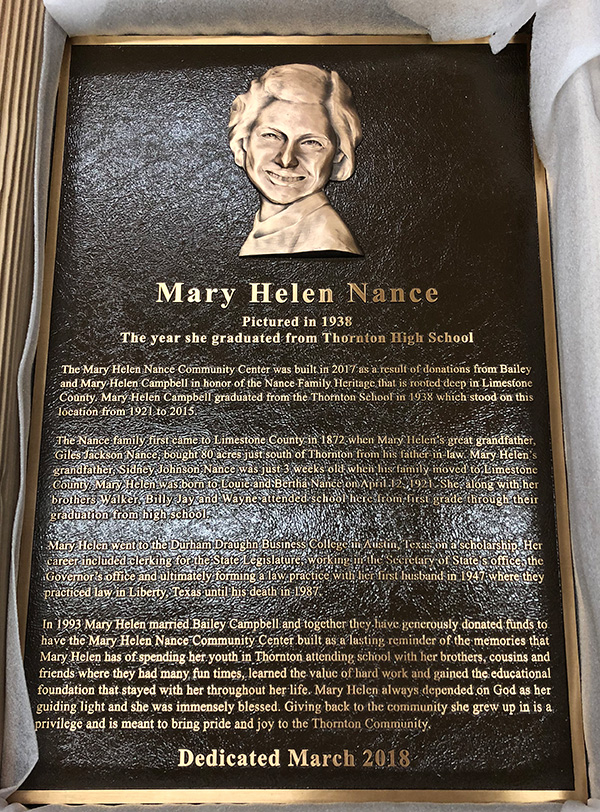 Mary Helen Nance
Pictured in 1938
The year she graduated from Thornton High School
The Mary Helen Nance Community Center was built in 2017 as a result of donations from Bailey
and Mary Helen Campbell in honor of the Nance Family Heritage that is rooted deep in Limestone
County. Mary Helen Campbell graduated from the Thornton School in 1938 which stood on this
location from 1921 to 2015.
The Nance family first came to Limestone County in 1872 when Mary Helen's great grandfather,
Giles Jackson Nance, bought 80 acres just south of Thornton from his father-in-law. Mary Helen's
grandfather, Sidney Johnson Nance was just 3 weeks old when his family moved to Limestone
County. Mary Helen was born to Louie and Bertha Nance on April 12, 1921. She, along with her
brothers Walker, Billy Jay and Wayne attended school here from first grade through their
graduation from high school.
Mary Helen went to the Durham Draughn Business College in Austin, Texas on a scholarship. Her
career included clerking for the State Legislature, working in the Secretary of State's office, the
Governor's office and ultimately forming a law practice with her first husband in 1947 where they
practiced law in Liberty, Texas until his death in 1987.
In 1993 Mary Helen married Bailey Campbell and together they have generously donated funds to
have the Mary Helen Nance Community Center built as a lasting reminder of the memories that
Mary Helen has of spending her youth in Thornton attending school with her brothers, cousins and
friends where they had many fun times, learned the value of hard work and gained the educational
foundation that stayed with her throughout her life. Mary Helen always depended on God as her
guiding light and she was immensely blessed. Giving back to the community she grew up in is a
privilege and is meant to bring pride and joy to the Thornton Community.
Dedicated March 2018